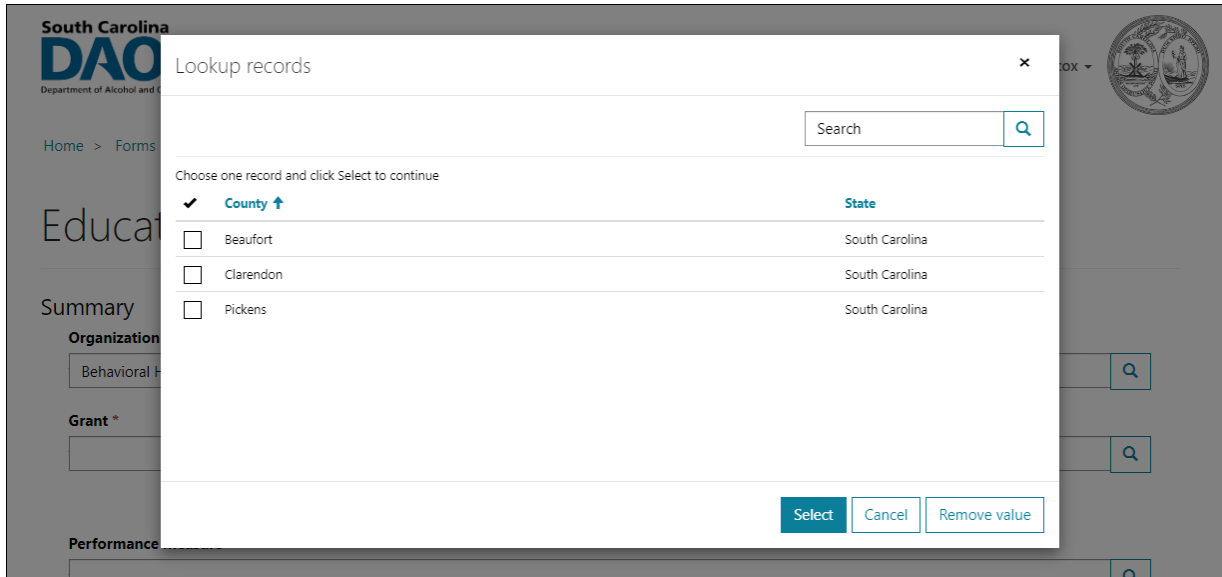 South Carolina
DAO
Department of Alcohol and
Lookup records
×
Search
Home > Forms
Choose one record and click Select to continue
County State
Educat
Beaufort South Carolina
Clarendon South Carolina
Pickens South Carolina
Summary
Organization
Behavioral H
Grant *
Select Cancel Remove value
Performance